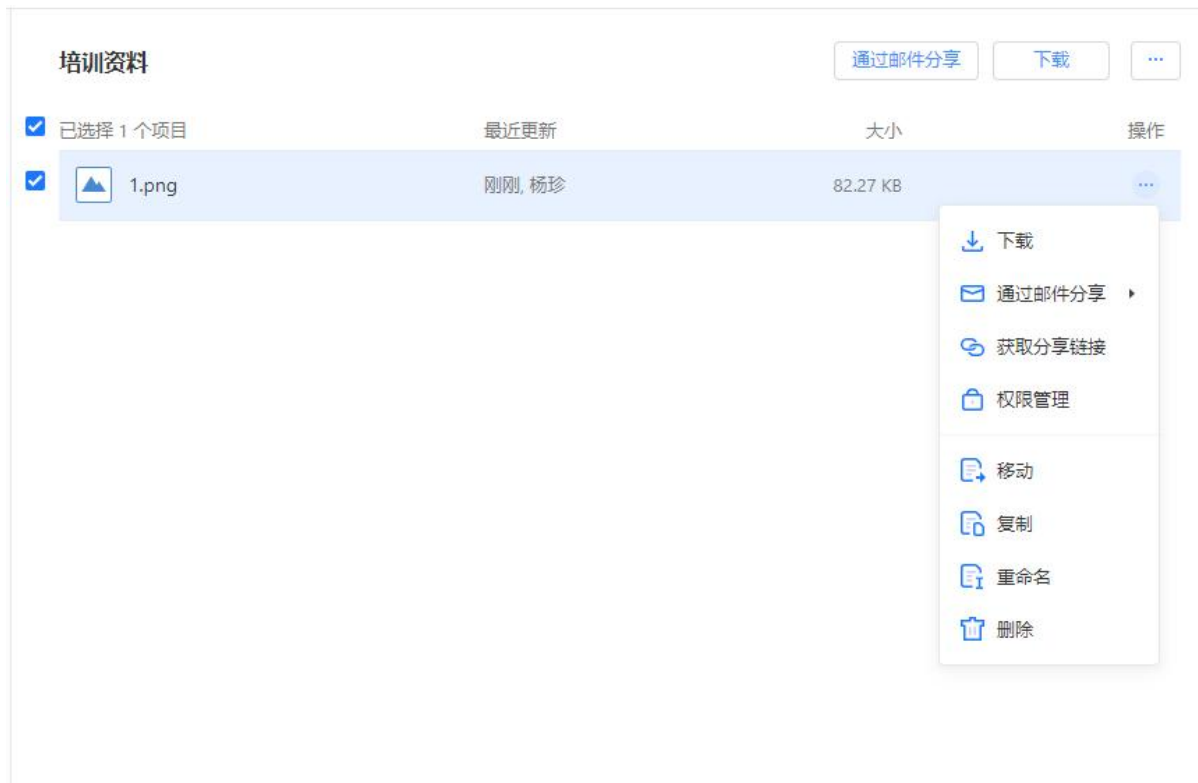 培训资料
通过邮件分享 下载 ···
已选择 1 个项目 最近更新 大小 操作
1.png 刚刚, 杨珍 82.27 KB ···
下载
通过邮件分享
获取分享链接
权限管理
移动
复制
重命名
删除